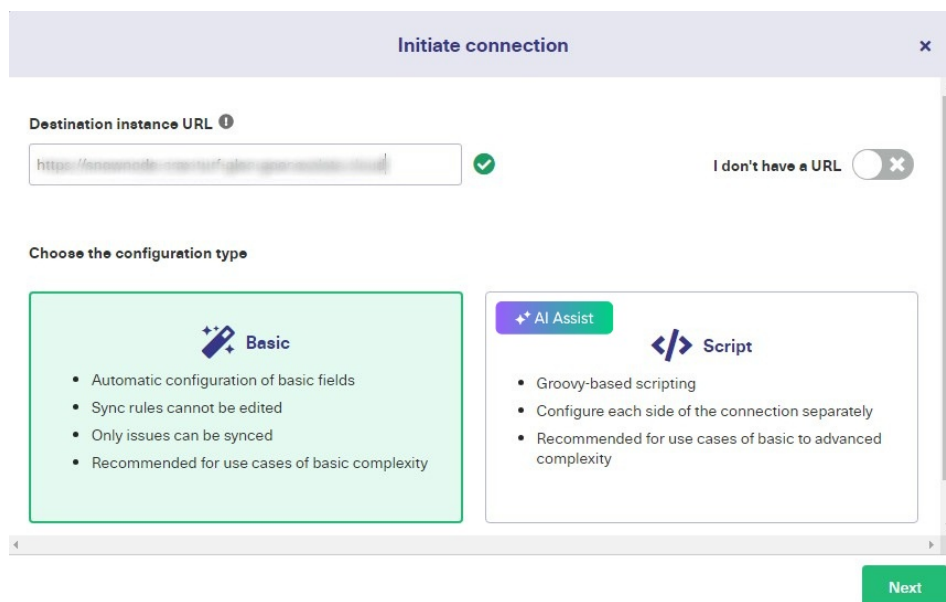 Initiate connection
Destination instance URL
I don't have a URL
Choose the configuration type
Basic
Automatic configuration of basic fields
Sync rules cannot be edited
Only issues can be synced
Recommended for use cases of basic complexity
AI Assist
</> Script
Groovy-based scripting
Configure each side of the connection separately
Recommended for use cases of basic to advanced
complexity
Next